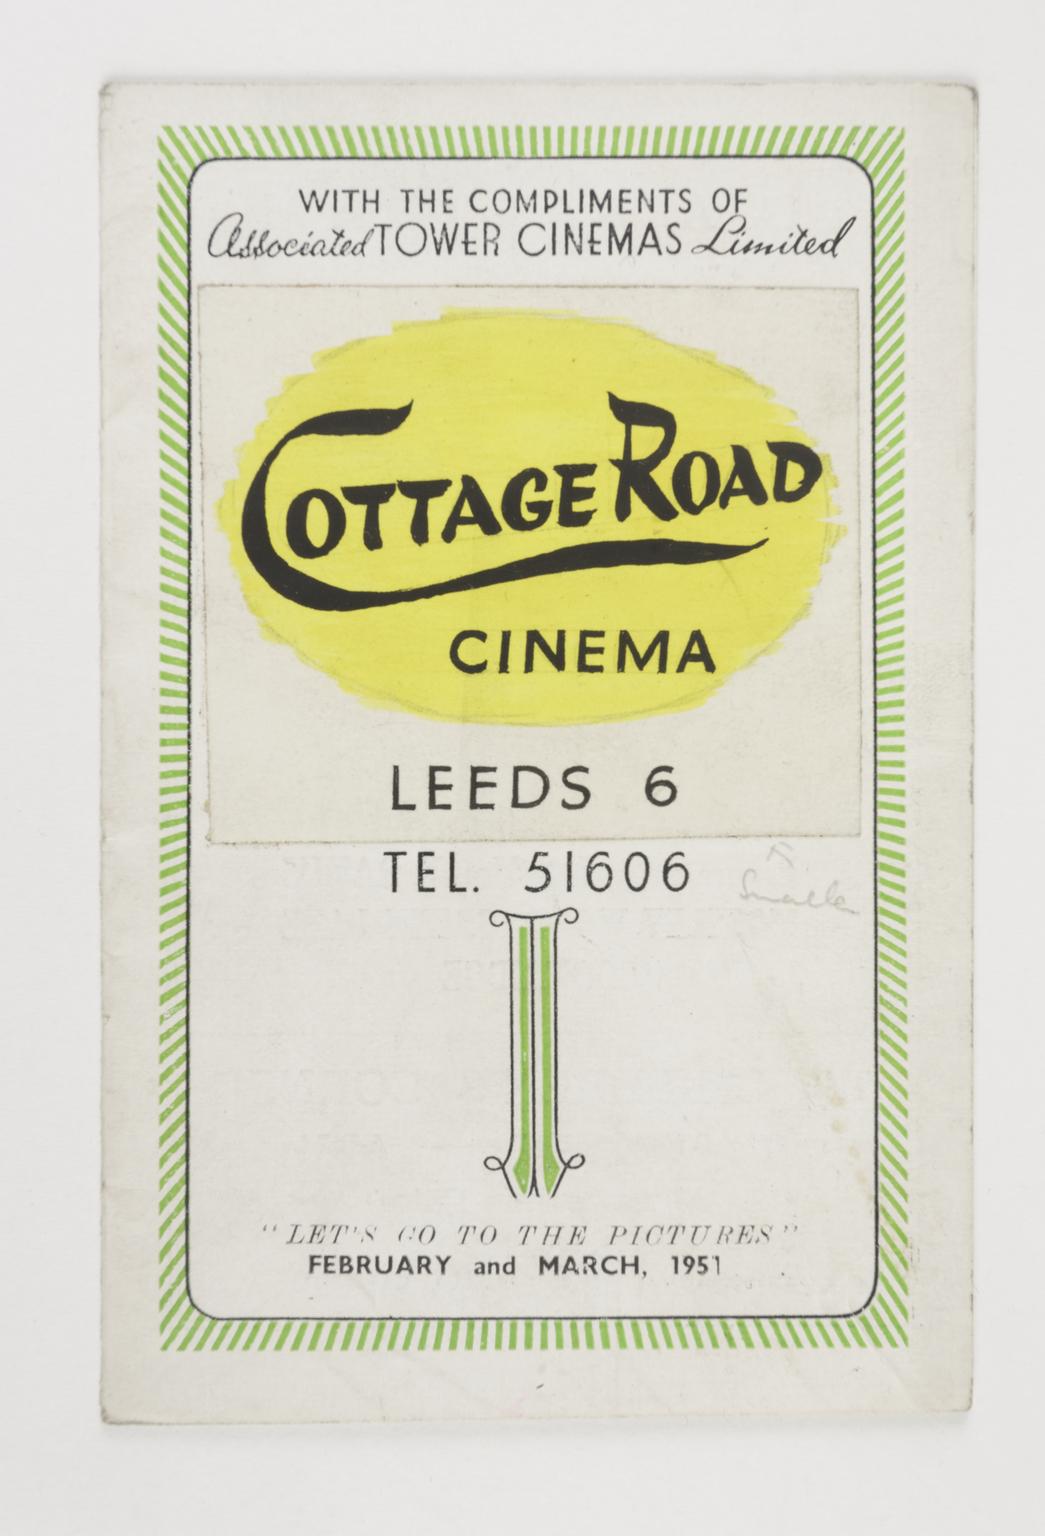 WITH THE COMPLIMENTS OF
Associated TOWER CINEMAS Limited
COTTAGE ROAD
CINEMA
LEEDS 6
TEL. 51606
"LET'S GO TO THE PICTURES"
FEBRUARY and MARCH, 1951